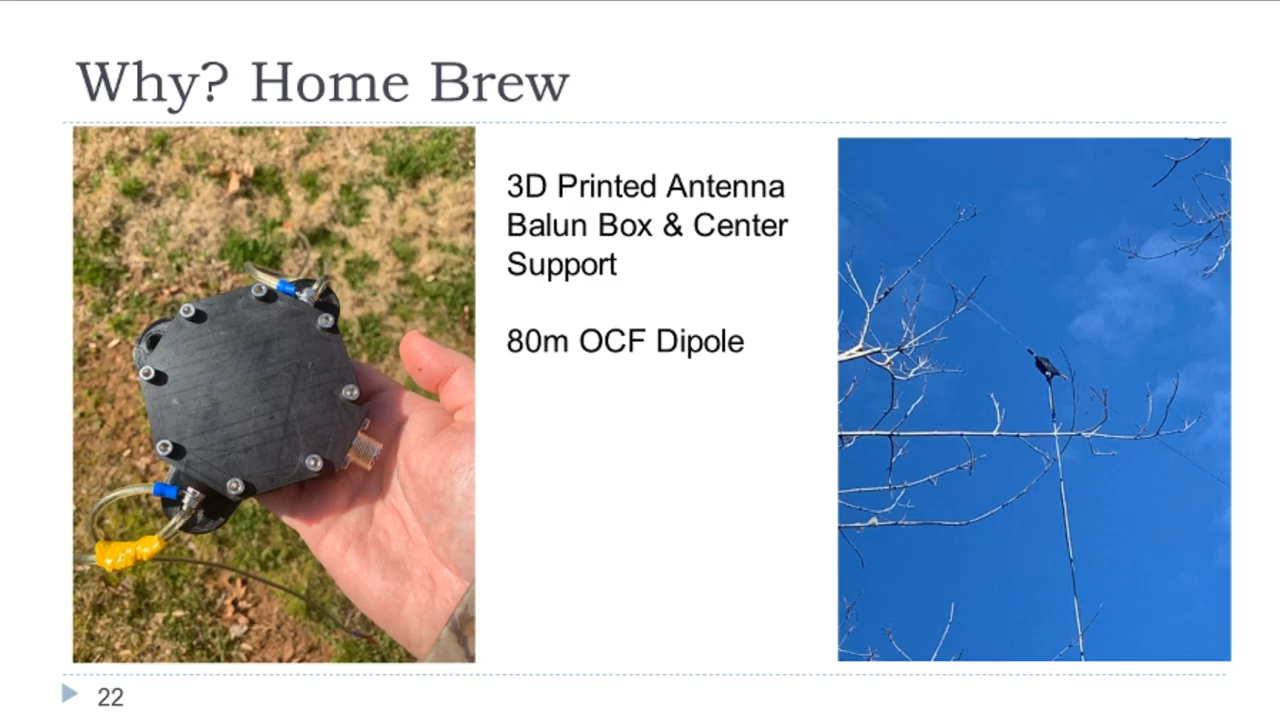 Why? Home Brew
3D Printed Antenna
Balun Box & Center
Support
80m OCF Dipole
22